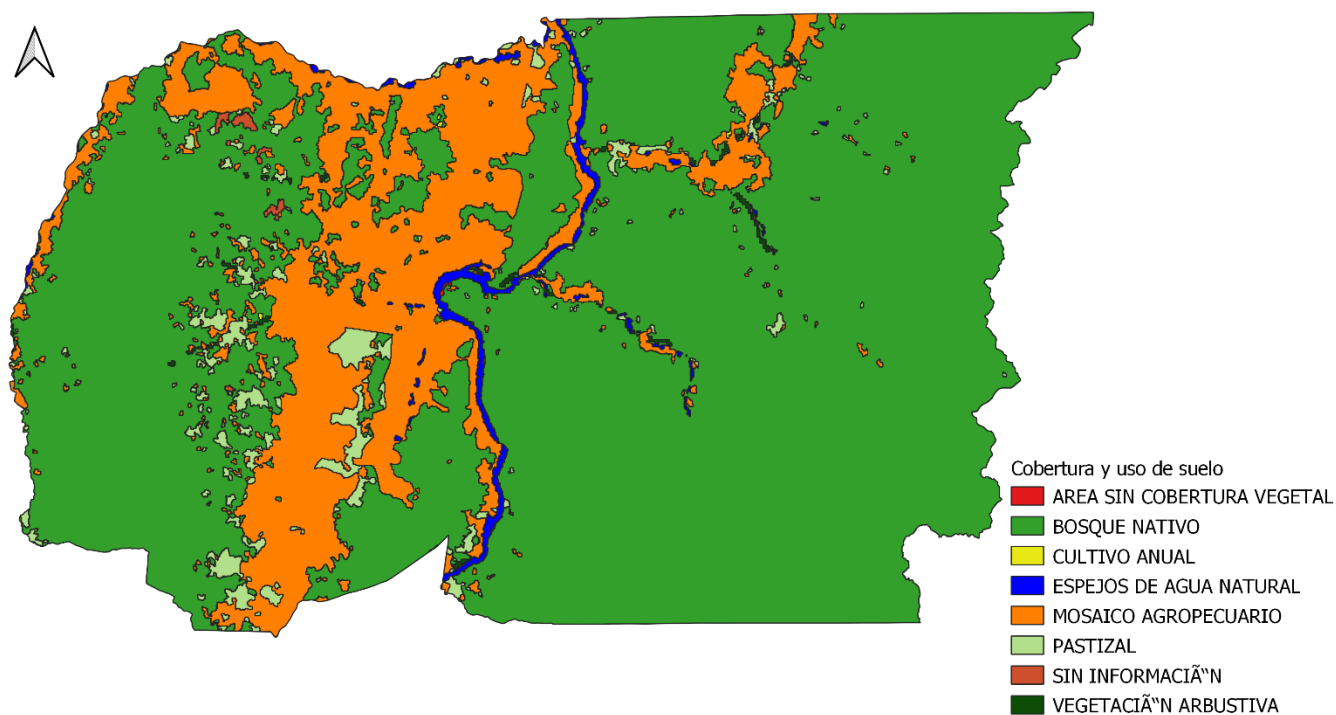 Cobertura y uso de suelo
AREA SIN COBERTURA VEGETAL
BOSQUE NATIVO
CULTIVO ANUAL
ESPEJOS DE AGUA NATURAL
MOSAICO AGROPECUARIO
PASTIZAL
SIN INFORMACIÃ“N
VEGETACIÃ“N ARBUSTIVA